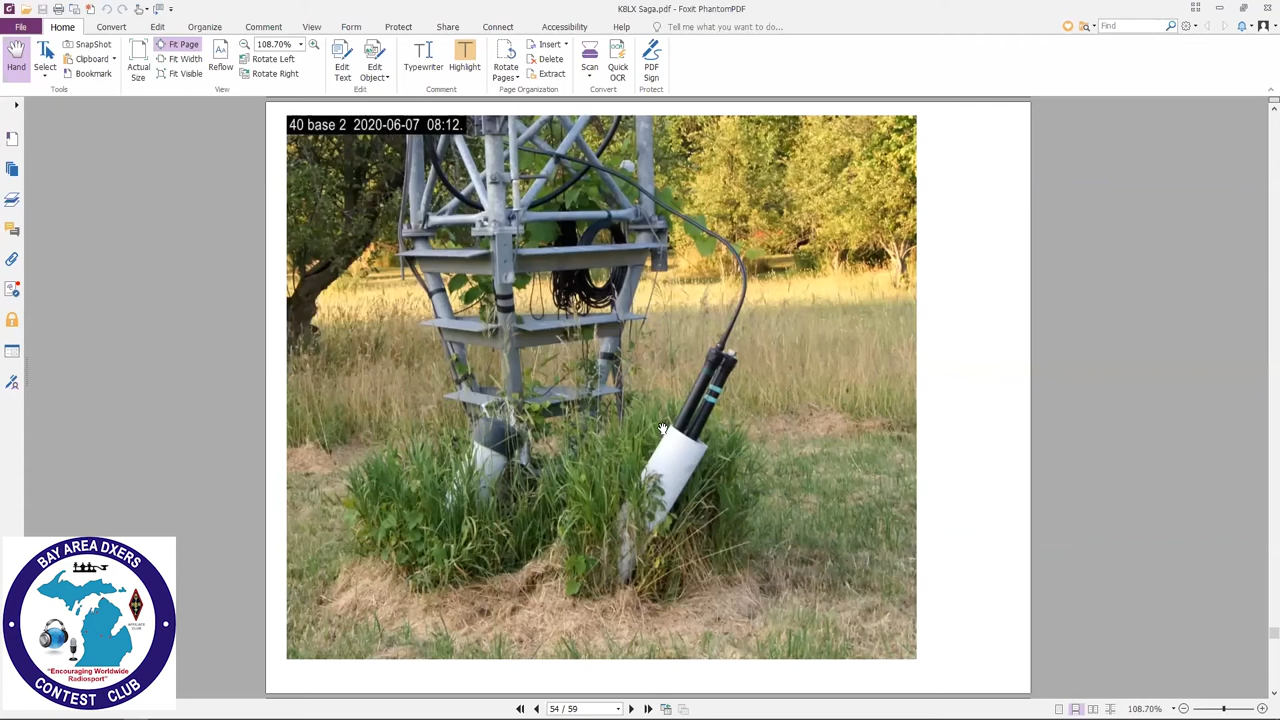 K8LX Saga.pdf - Foxit PhantomPDF
File Home Convert Edit Organize Comment View Form Protect Share Connect Accessibility Help Tell me what you want to do... Find
Hand
Select
SnapShot
Clipboard
Bookmark
Tools
Actual Size
Fit Page
Fit Width
Fit Visible
Reflow
108.70%
Rotate Left
Rotate Right
View
Edit Text
Edit Object
Edit
Typewriter
Highlight
Comment
Rotate Pages
Insert
Delete
Extract
Page Organization
Scan
Quick OCR
Convert
PDF Sign
Protect
40 base 2 2020-06-07 08:12.
BAY AREA DXERS
AFFILIATE CLUB
"Encouraging Worldwide
Radiosport"
CONTEST CLUB
54 / 59
108.70%